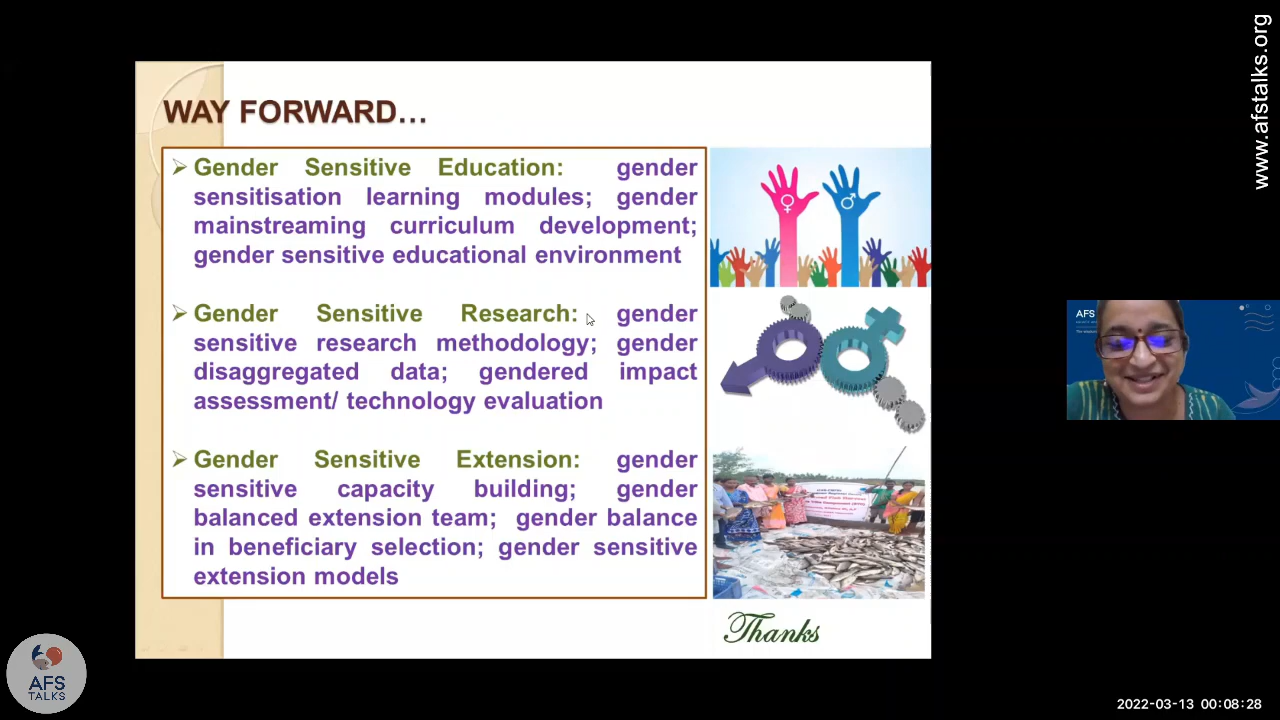 www.afstalks.org
WAY FORWARD…
➢ Gender Sensitive Education: gender
sensitisation learning modules; gender
mainstreaming curriculum development;
gender sensitive educational environment
➢ Gender Sensitive Research: gender
sensitive research methodology; gender
disaggregated data; gendered impact
assessment/ technology evaluation
➢ Gender Sensitive Extension: gender
sensitive capacity building; gender
balanced extension team; gender balance
in beneficiary selection; gender sensitive
extension models
Thanks
AFS
AFS
TALKS
2022-03-13 00:08:28